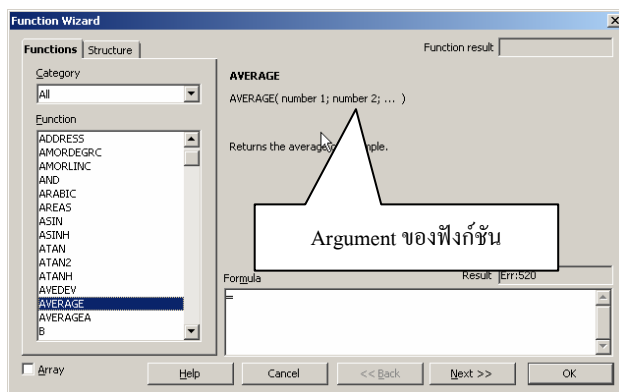 Function Wizard
Functions
Structure
Function result
Category
All
Function
ADDRESS
AMORDEGRC
AMORLINC
AND
ARABIC
AREAS
ASIN
ASINH
ATAN
ATAN2
ATANH
AVEDEV
AVERAGE
AVERAGEA
B
AVERAGE
AVERAGE( number 1; number 2; ... )
Returns the average
Argument ของฟังก์ชัน
Formula
Result
Err:520
=
Array
Help
Cancel
<< Back
Next >>
OK